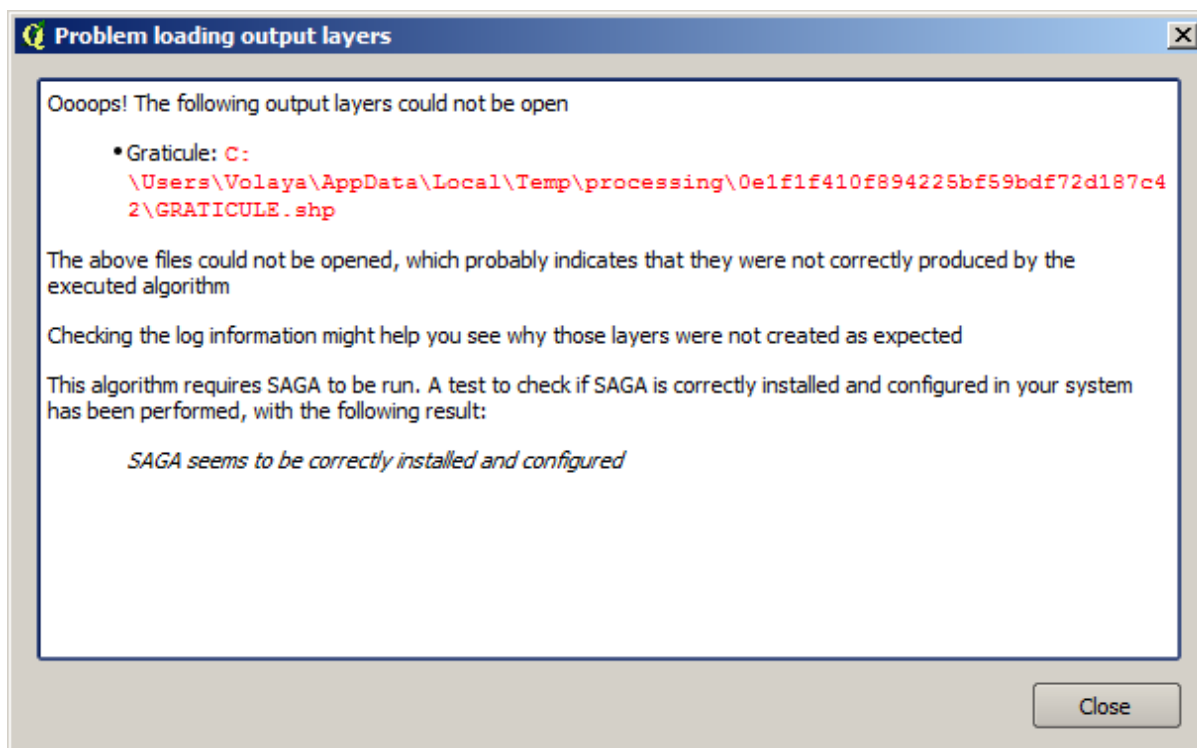 Problem loading output layers
Oooops! The following output layers could not be open
• Graticule: C:
\Users\Volaya\AppData\Local\Temp\processing\0e1f1f410f894225bf59bdf72d187c4
2\GRATICULE.shp
The above files could not be opened, which probably indicates that they were not correctly produced by the
executed algorithm
Checking the log information might help you see why those layers were not created as expected
This algorithm requires SAGA to be run. A test to check if SAGA is correctly installed and configured in your system
has been performed, with the following result:
SAGA seems to be correctly installed and configured
Close